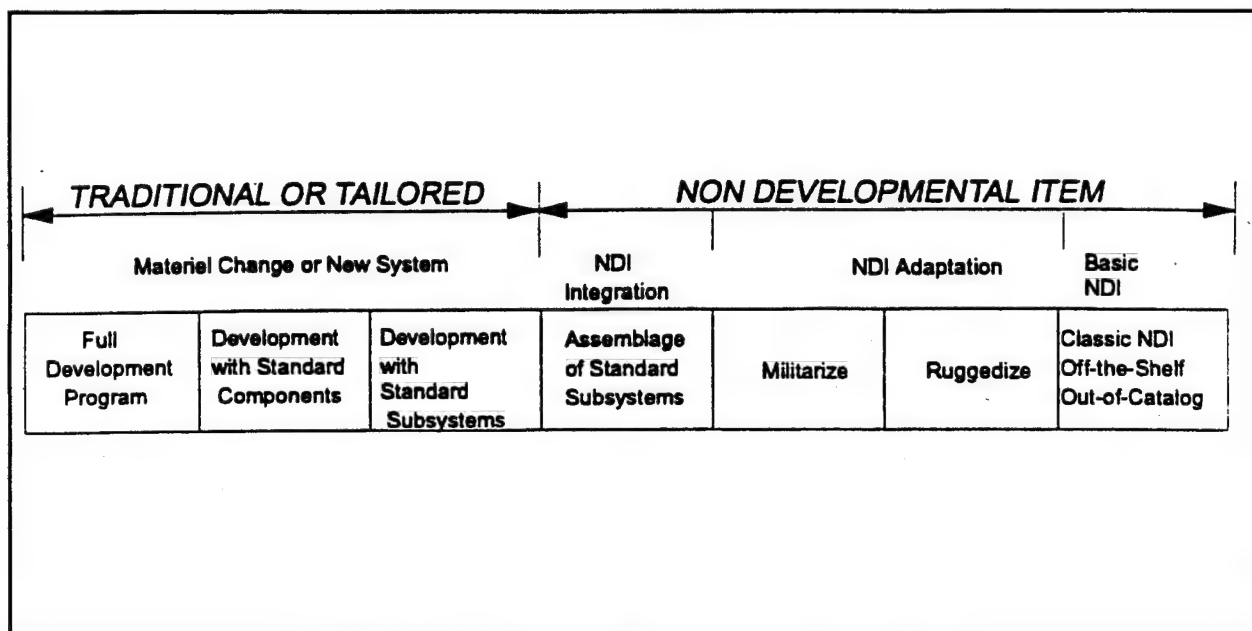 TRADITIONAL OR TAILORED
NON DEVELOPMENTAL ITEM
Materiel Change or New System
NDI
Integration
NDI Adaptation
Basic
NDI
Full
Development
Program
Development
with Standard
Components
Development
with
Standard
Subsystems
Assemblage
of Standard
Subsystems
Militarize
Ruggedize
Classic NDI
Off-the-Shelf
Out-of-Catalog